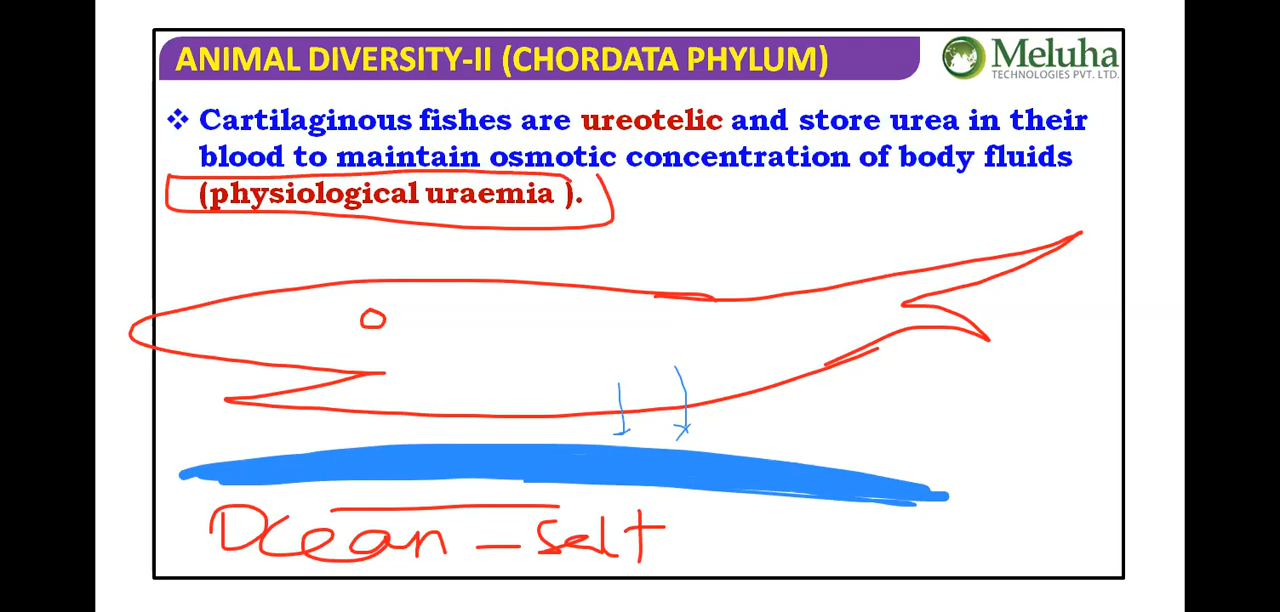 ANIMAL DIVERSITY-II (CHORDATA PHYLUM)
Meluha
TECHNOLOGIES PVT. LTD.
❖ Cartilaginous fishes are ureotelic and store urea in their
blood to maintain osmotic concentration of body fluids
(physiological uraemia ).
Ocean - Salt